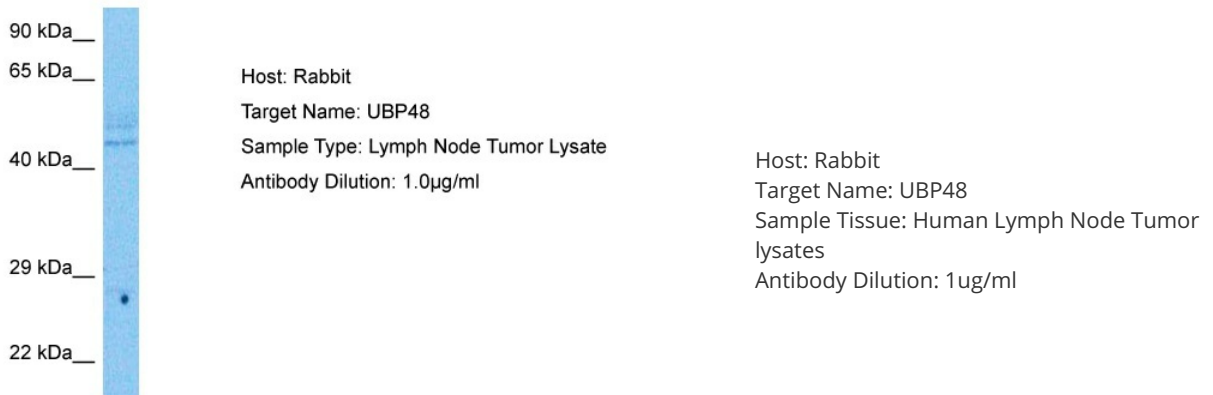 90 kDa__
65 kDa__
40 kDa__
29 kDa__
22 kDa__
Host: Rabbit
Target Name: UBP48
Sample Type: Lymph Node Tumor Lysate
Antibody Dilution: 1.0µg/ml
Host: Rabbit
Target Name: UBP48
Sample Tissue: Human Lymph Node Tumor
lysates
Antibody Dilution: 1ug/ml